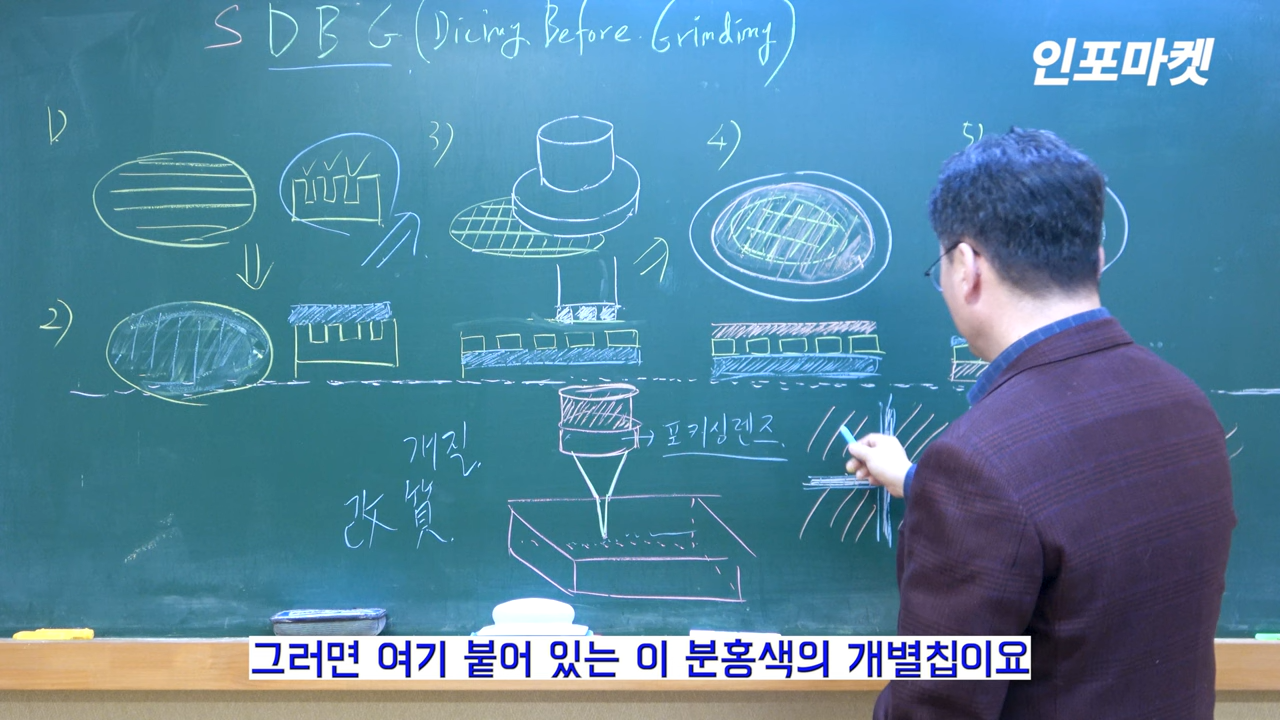 SDBG (Dicing Before Grinding)
인포마켓
1)
3)
4)
5)
2)
개질
改質
→ 포커싱렌즈
그러면 여기 붙어 있는 이 분홍색의 개별칩이요